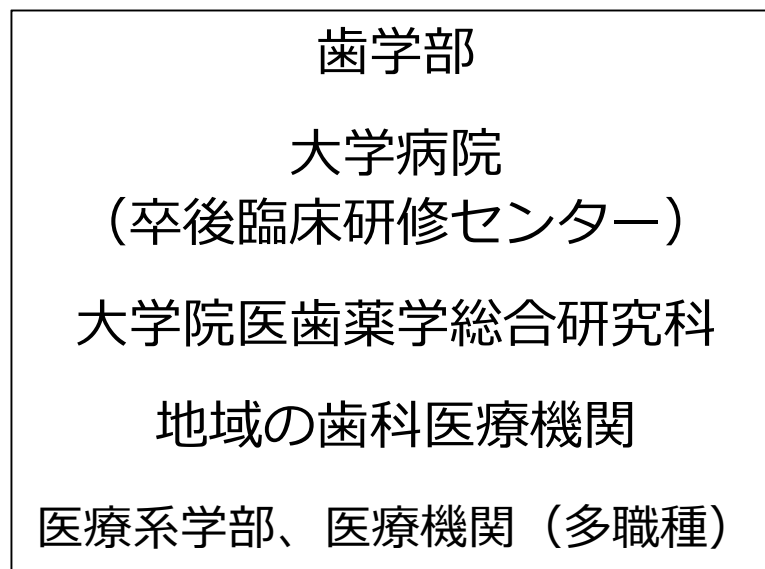 歯学部
大学病院
（卒後臨床研修センター）
大学院医歯薬学総合研究科
地域の歯科医療機関
医療系学部、医療機関（多職種）